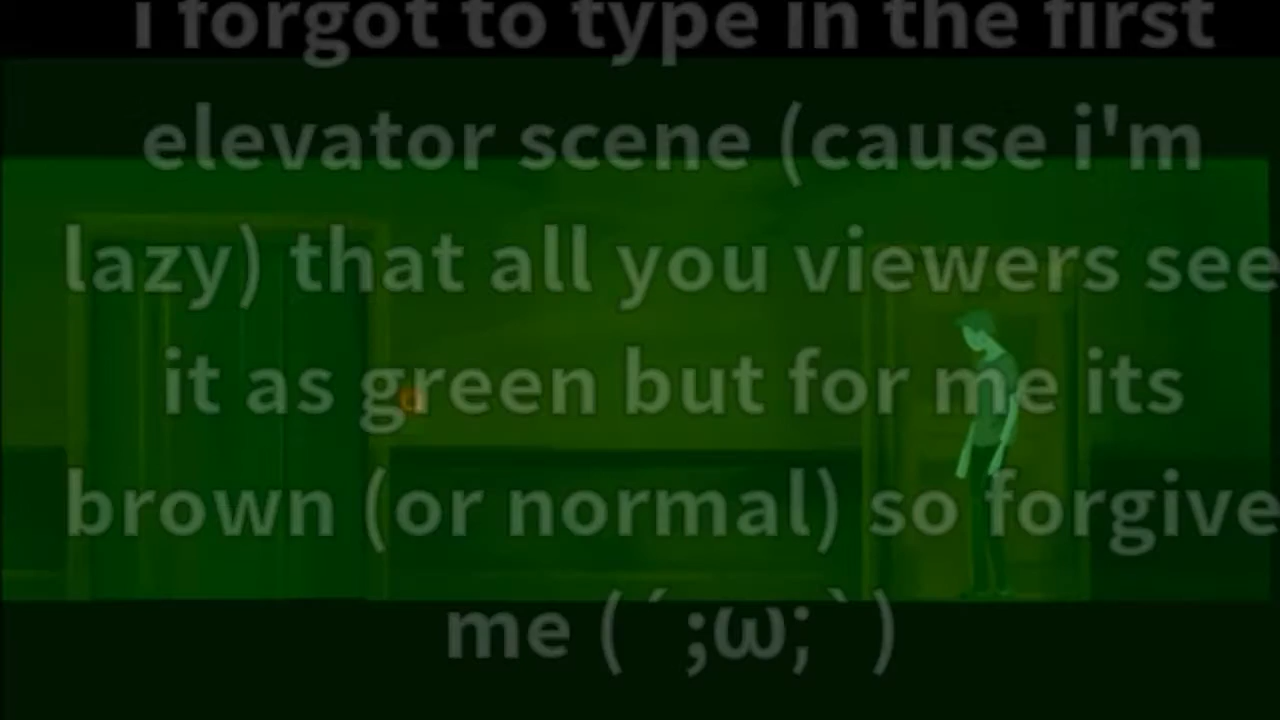 i forgot to type in the first
elevator scene (cause i'm
lazy) that all you viewers see
it as green but for me its
brown (or normal) so forgive
me (´;ω;`)